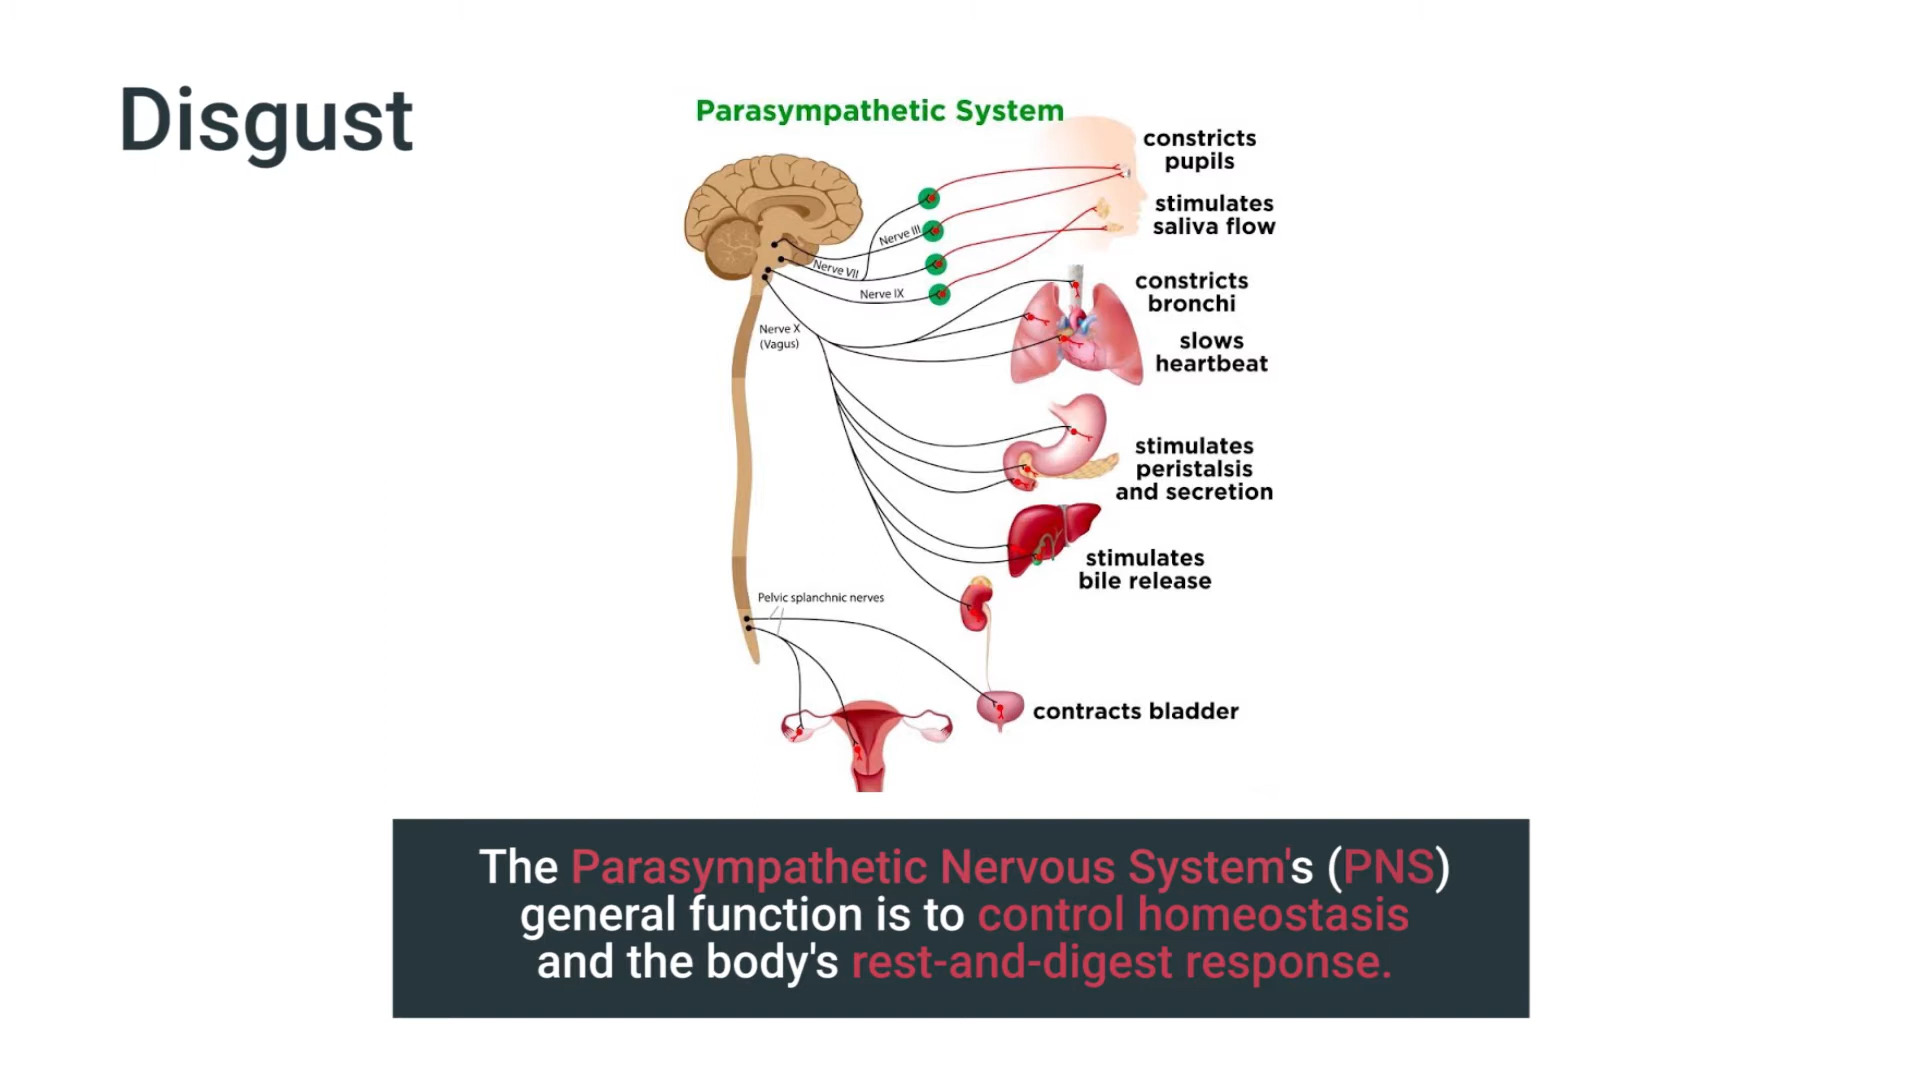 Disgust
Parasympathetic System
constricts
pupils
stimulates
saliva flow
Nerve III
Nerve VII
Nerve IX
constricts
bronchi
Nerve X
(Vagus)
slows
heartbeat
stimulates
peristalsis
and secretion
stimulates
bile release
Pelvic splanchnic nerves
contracts bladder
The Parasympathetic Nervous System's (PNS)
general function is to control homeostasis
and the body's rest-and-digest response.